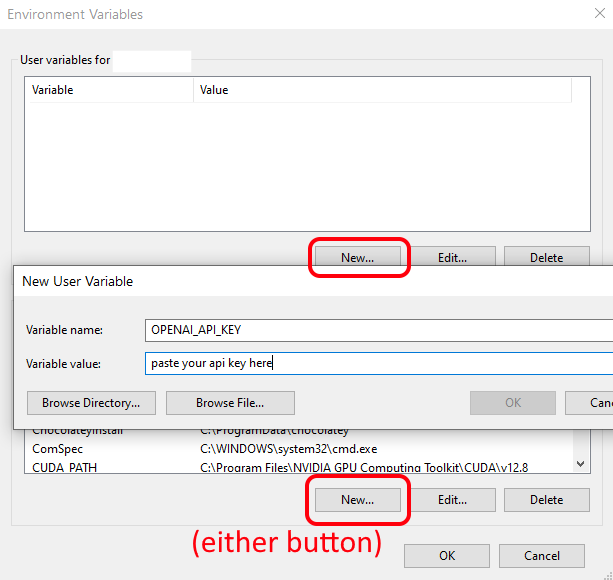 Environment Variables
User variables for
Variable Value
New... Edit... Delete
New User Variable
Variable name: OPENAI_API_KEY
Variable value: paste your api key here
Browse Directory... Browse File... OK Can
ChocolateyInstall C:\ProgramData\chocolatey
ComSpec C:\WINDOWS\system32\cmd.exe
CUDA_PATH C:\Program Files\NVIDIA GPU Computing Toolkit\CUDA\v12.8
New... Edit... Delete
(either button)
OK Cancel